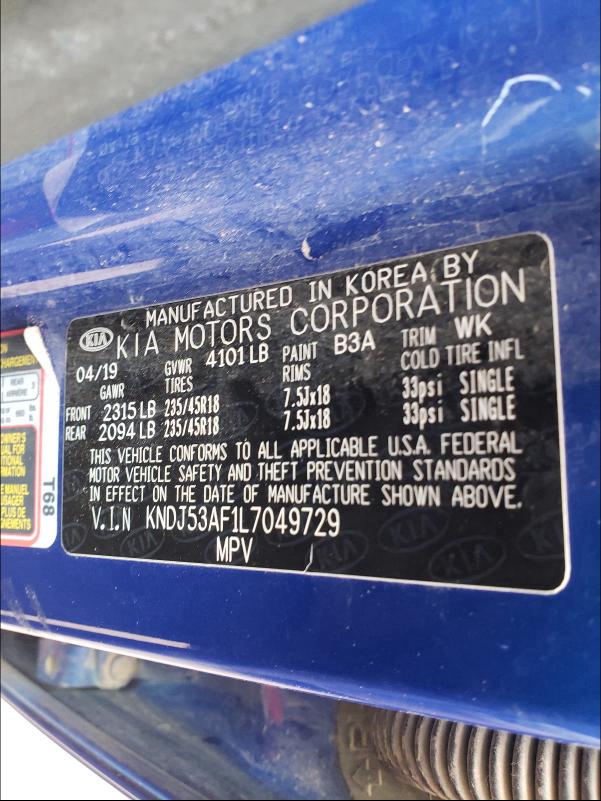 MANUFACTURED IN KOREA BY
KIA KIA MOTORS CORPORATION
04/19 GVWR 4101 LB PAINT B3A TRIM WK
GAWR TIRES RIMS COLD TIRE INFL
FRONT 2315 LB 235/45R18 7.5Jx18 33psi SINGLE
REAR 2094 LB 235/45R18 7.5Jx18 33psi SINGLE
THIS VEHICLE CONFORMS TO ALL APPLICABLE U.S.A. FEDERAL
MOTOR VEHICLE SAFETY AND THEFT PREVENTION STANDARDS
IN EFFECT ON THE DATE OF MANUFACTURE SHOWN ABOVE.
V.I.N KNDJ53AF1L7049729
MPV
REAR
T68